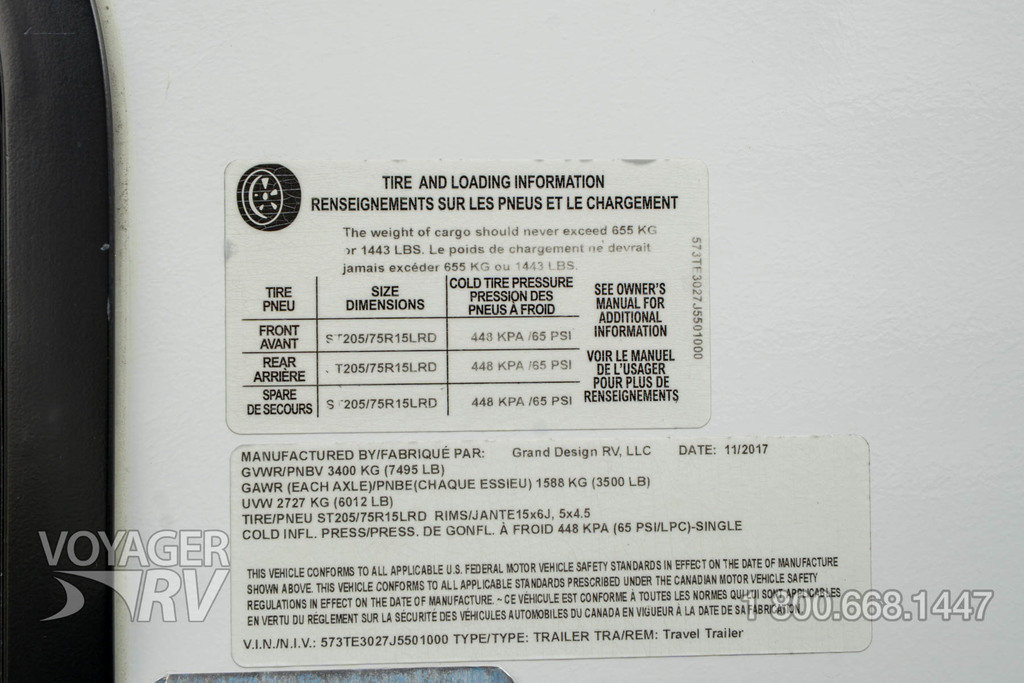 TIRE AND LOADING INFORMATION
RENSEIGNEMENTS SUR LES PNEUS ET LE CHARGEMENT
The weight of cargo should never exceed 655 KG
or 1443 LBS. Le poids de chargement ne devrait
jamais excéder 655 KG ou 1443 LBS.
TIRE PNEU SIZE DIMENSIONS COLD TIRE PRESSURE PRESSION DES PNEUS À FROID
FRONT AVANT ST205/75R15LRD 448 KPA /65 PSI
REAR ARRIÈRE T205/75R15LRD 448 KPA /65 PSI
SPARE DE SECOURS ST205/75R15LRD 448 KPA /65 PSI
SEE OWNER'S
MANUAL FOR
ADDITIONAL
INFORMATION
VOIR LE MANUEL
DE L'USAGER
POUR PLUS DE
RENSEIGNEMENTS
573TE3027J5501000
MANUFACTURED BY/FABRIQUÉ PAR: Grand Design RV, LLC DATE: 11/2017
GVWR/PNBV 3400 KG (7495 LB)
GAWR (EACH AXLE)/PNBE(CHAQUE ESSIEU) 1588 KG (3500 LB)
UVW 2727 KG (6012 LB)
TIRE/PNEU ST205/75R15LRD RIMS/JANTE15x6J, 5x4.5
COLD INFL. PRESS/PRESS. DE GONFL. À FROID 448 KPA (65 PSI/LPC)-SINGLE
THIS VEHICLE CONFORMS TO ALL APPLICABLE U.S. FEDERAL MOTOR VEHICLE SAFETY STANDARDS IN EFFECT ON THE DATE OF MANUFACTURE
SHOWN ABOVE. THIS VEHICLE CONFORMS TO ALL APPLICABLE STANDARDS PRESCRIBED UNDER THE CANADIAN MOTOR VEHICLE SAFETY
REGULATIONS IN EFFECT ON THE DATE OF MANUFACTURE. ~ CE VÉHICULE EST CONFORME À TOUTES LES NORMES QUI LUI SONT APPLICABLES
EN VERTU DU RÈGLEMENT SUR LA SÉCURITÉ DES VÉHICULES AUTOMOBILES DU CANADA EN VIGUEUR À LA DATE DE SA FABRICATION.
V.I.N./N.I.V.: 573TE3027J5501000 TYPE/TYPE: TRAILER TRA/REM: Travel Trailer
VOYAGER
RV
1·800.668.1447